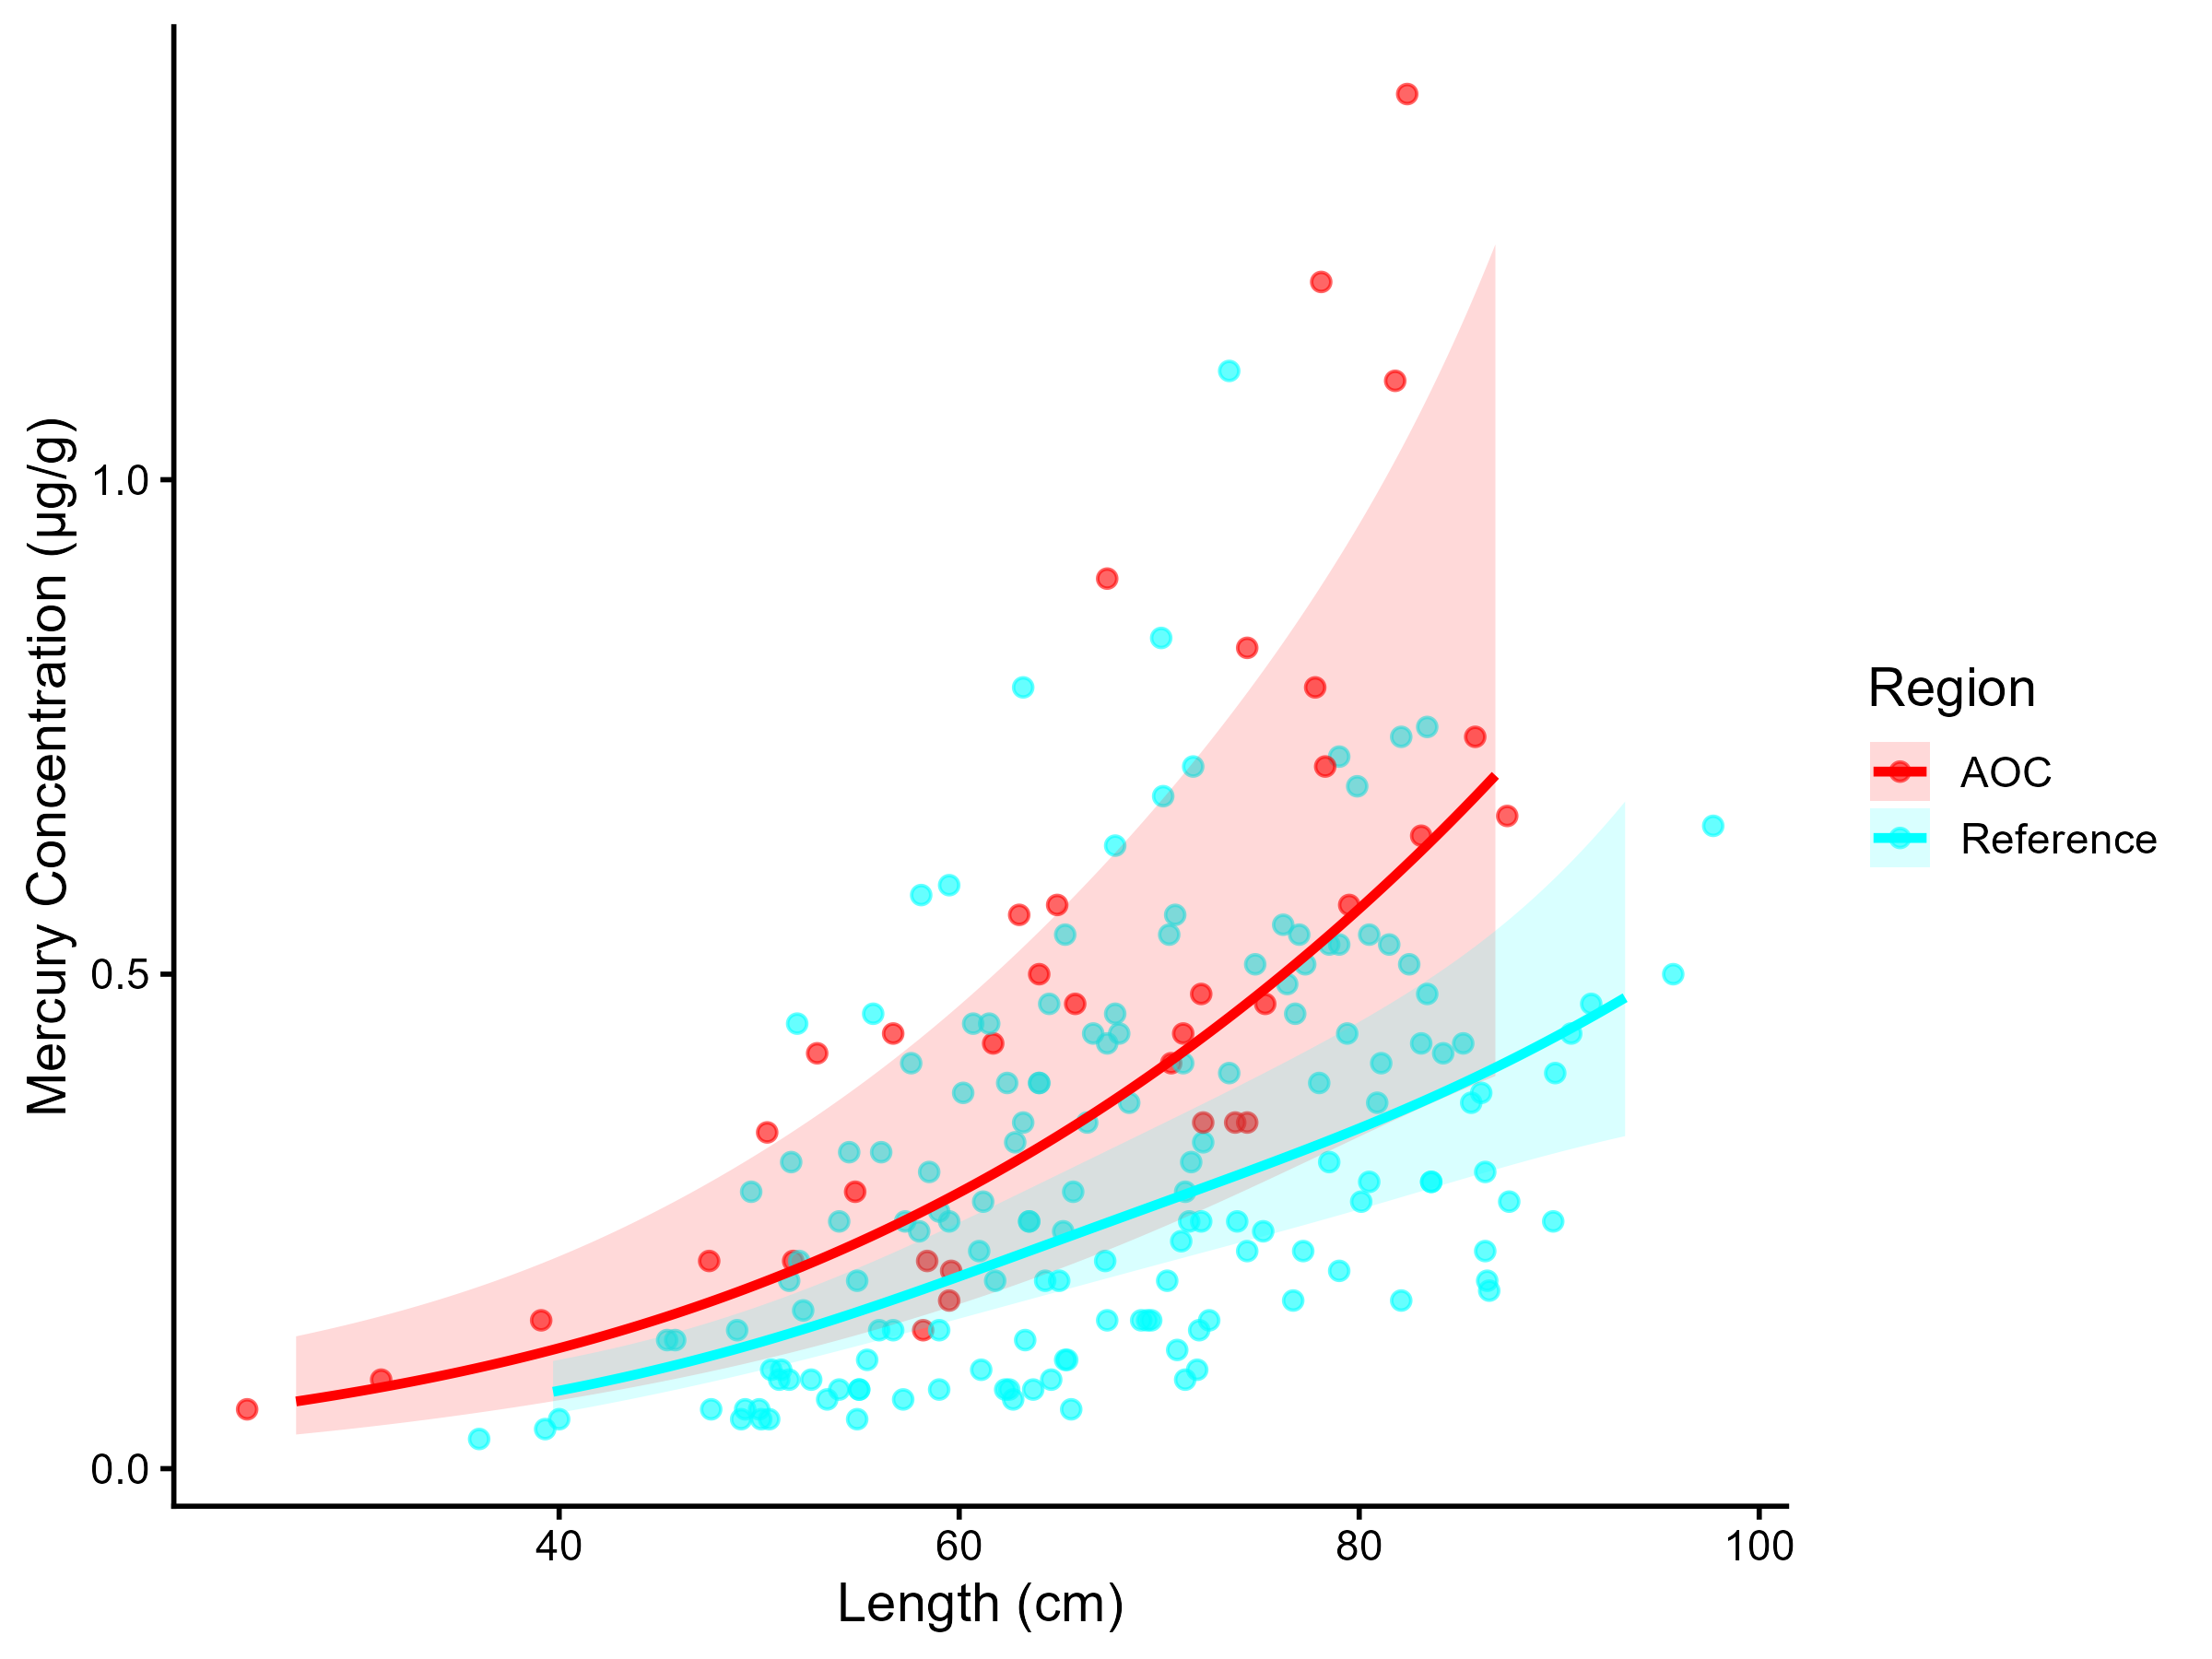 Mercury Concentration (µg/g)
1.0
0.5
0.0
40 60 80 100
Length (cm)
Region
AOC
Reference